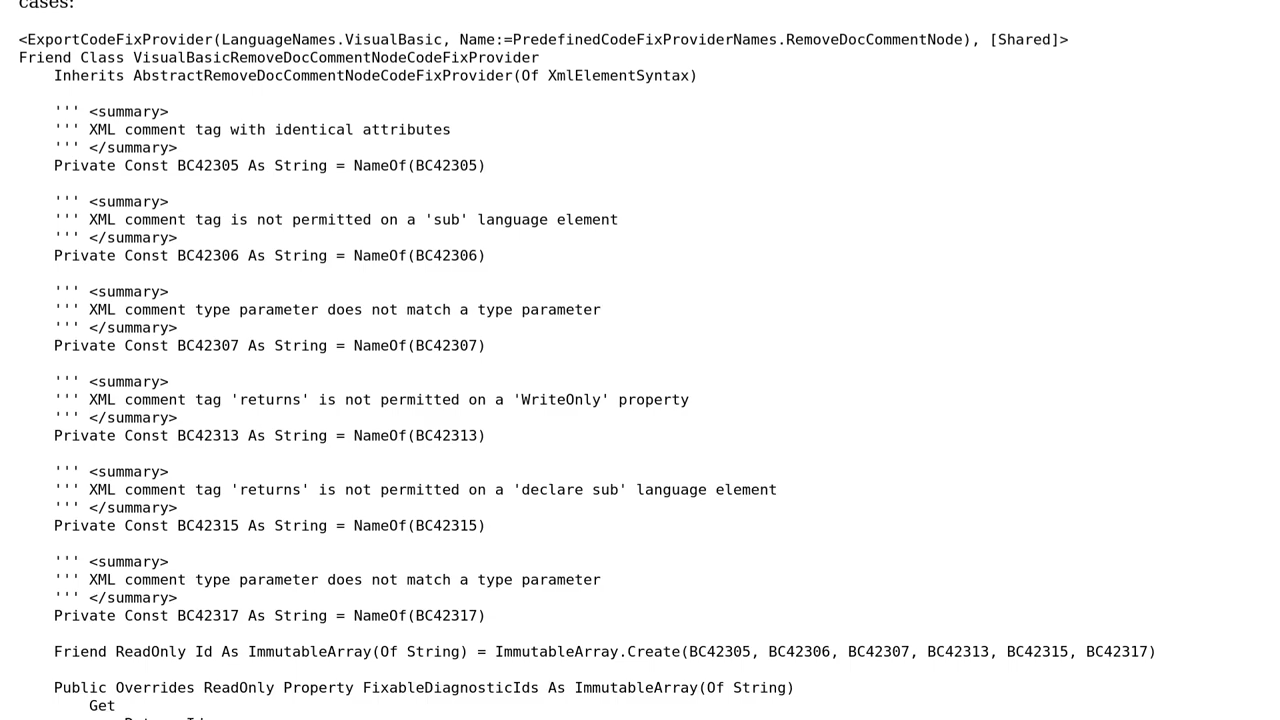 cases:
<ExportCodeFixProvider(LanguageNames.VisualBasic, Name:=PredefinedCodeFixProviderNames.RemoveDocCommentNode), [Shared]>
Friend Class VisualBasicRemoveDocCommentNodeCodeFixProvider
    Inherits AbstractRemoveDocCommentNodeCodeFixProvider(Of XmlElementSyntax)

    ''' <summary>
    ''' XML comment tag with identical attributes
    ''' </summary>
    Private Const BC42305 As String = NameOf(BC42305)

    ''' <summary>
    ''' XML comment tag is not permitted on a 'sub' language element
    ''' </summary>
    Private Const BC42306 As String = NameOf(BC42306)

    ''' <summary>
    ''' XML comment type parameter does not match a type parameter
    ''' </summary>
    Private Const BC42307 As String = NameOf(BC42307)

    ''' <summary>
    ''' XML comment tag 'returns' is not permitted on a 'WriteOnly' property
    ''' </summary>
    Private Const BC42313 As String = NameOf(BC42313)

    ''' <summary>
    ''' XML comment tag 'returns' is not permitted on a 'declare sub' language element
    ''' </summary>
    Private Const BC42315 As String = NameOf(BC42315)

    ''' <summary>
    ''' XML comment type parameter does not match a type parameter
    ''' </summary>
    Private Const BC42317 As String = NameOf(BC42317)

    Friend ReadOnly Id As ImmutableArray(Of String) = ImmutableArray.Create(BC42305, BC42306, BC42307, BC42313, BC42315, BC42317)

    Public Overrides ReadOnly Property FixableDiagnosticIds As ImmutableArray(Of String)
        Get